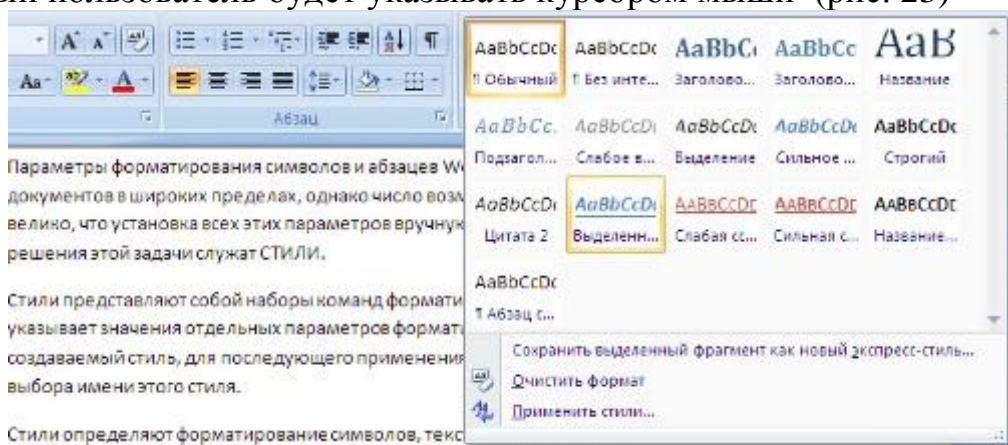 пользователь будет указывать курсором мыши (рис. 23)
Aa
А
Абзац
AaBbCcDc AaBbCcDc AaBbC AaBbCc AaB
¶ Обычный ¶ Без инте... Заголово... Заголово... Название
AaBbCc. AaBbCcDc AaBbCcDc AaBbCcDc AaBbCcDc
Подзагол... Слабое в... Выделение Сильное ... Строгий
AaBbCcDc AaBbCcDc AaBbCcDc AaBbCcDc AaBbCcDc
Цитата 2 Выделенн... Слабая сс... Сильная с... Название...
AaBbCcDc
¶ Абзац с...
Сохранить выделенный фрагмент как новый экспресс-стиль...
Очистить формат
Применить стили...
Параметры форматирования символов и абзацев
документов в широких пределах, однако число
велико, что установка всех этих параметров
решения этой задачи служат СТИЛИ.
Стили представляют собой наборы команд
указывает значения отдельных параметров
создаваемый стиль, для последующего применения
выбора имени этого стиля.
Стили определяют форматирование символов,